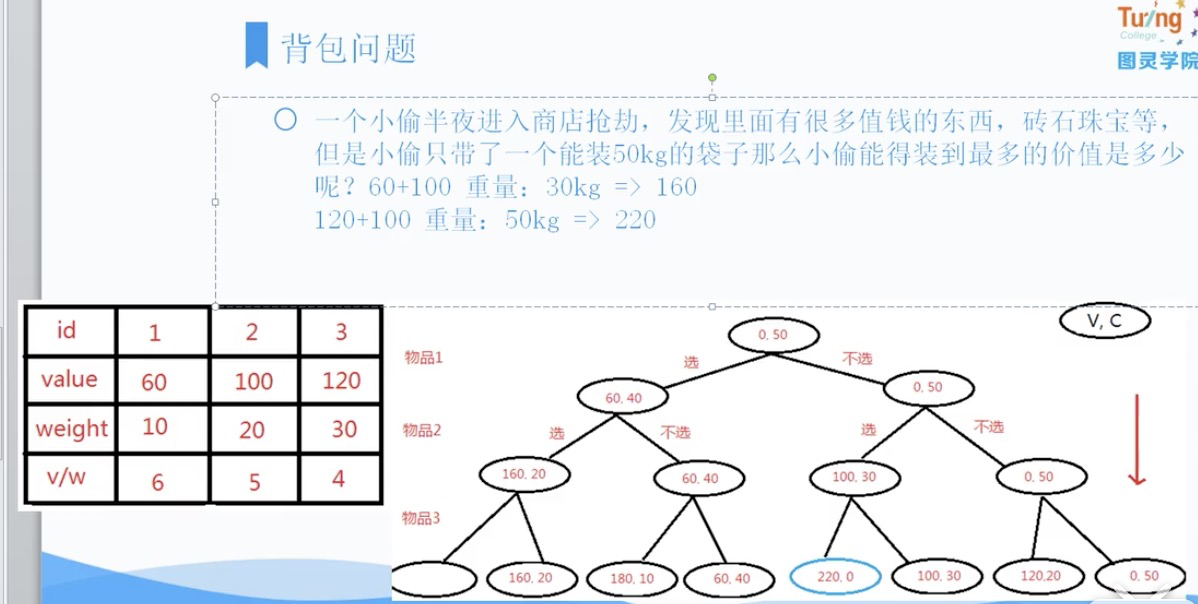 Turing
College
图灵学院
背包问题
一个小偷半夜进入商店抢劫，发现里面有很多值钱的东西，砖石珠宝等，
但是小偷只带了一个能装50kg的袋子那么小偷能得装到最多的价值是多少
呢？60+100 重量：30kg => 160
120+100 重量：50kg => 220
id 1 2 3
value 60 100 120
weight 10 20 30
v/w 6 5 4
V, C
0, 50
物品1
选 不选
60, 40 0, 50
物品2
选 不选 选 不选
160, 20 60, 40 100, 30 0, 50
物品3
160, 20 180, 10 60, 40 220, 0 100, 30 120,20 0, 50